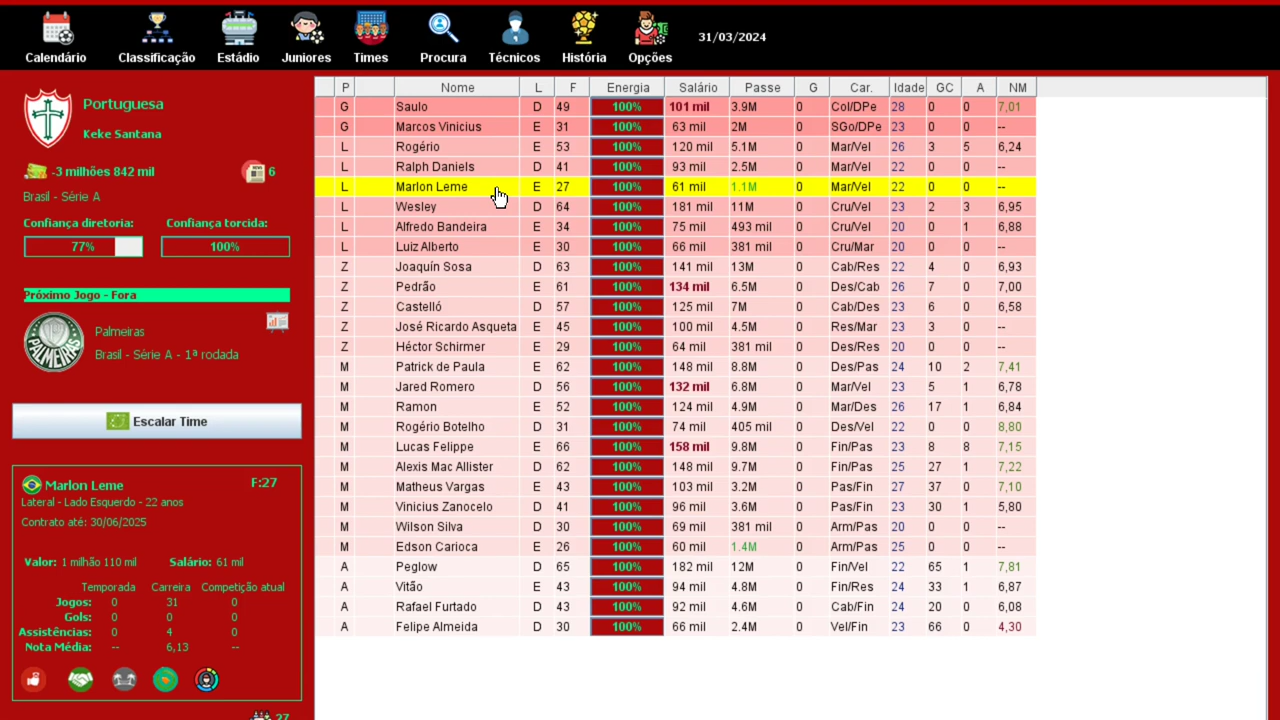 Calendário Classificação Estádio Juniores Times Procura Técnicos História Opções 31/03/2024
Portuguesa
Keke Santana
-3 milhões 842 mil 6
Brasil - Série A
Confiança diretoria: Confiança torcida:
77% 100%
Próximo Jogo - Fora
PALMEIRAS
Palmeiras
Brasil - Série A - 1ª rodada
Escalar Time
Marlon Leme F:27
Lateral - Lado Esquerdo - 22 anos
Contrato até: 30/06/2025
Valor: 1 milhão 110 mil Salário: 61 mil
Temporada Carreira Competição atual
Jogos: 0 31 0
Gols: 0 0 0
Assistências: 0 4 0
Nota Média: -- 6,13 --
27
P Nome L F Energia Salário Passe G Car. Idade GC A NM
G Saulo D 49 100% 101 mil 3.9M 0 Col/DPe 28 0 0 7,01
G Marcos Vinicius E 31 100% 63 mil 2M 0 SGo/DPe 23 0 0 --
L Rogério E 53 100% 120 mil 5.1M 0 Mar/Vel 26 3 5 6,24
L Ralph Daniels D 41 100% 93 mil 2.5M 0 Mar/Vel 22 0 0 --
L Marlon Leme E 27 100% 61 mil 1.1M 0 Mar/Vel 22 0 0 --
L Wesley D 64 100% 181 mil 11M 0 Cru/Vel 23 2 3 6,95
L Alfredo Bandeira E 34 100% 75 mil 493 mil 0 Cru/Vel 20 0 1 6,88
L Luiz Alberto E 30 100% 66 mil 381 mil 0 Cru/Mar 20 0 0 --
Z Joaquín Sosa D 63 100% 141 mil 13M 0 Cab/Res 22 4 0 6,93
Z Pedrão E 61 100% 134 mil 6.5M 0 Des/Cab 26 7 0 7,00
Z Castelló D 57 100% 125 mil 7M 0 Cab/Des 23 6 0 6,58
Z José Ricardo Asqueta E 45 100% 100 mil 4.5M 0 Res/Mar 23 3 0 --
Z Héctor Schirmer E 29 100% 64 mil 381 mil 0 Des/Res 20 0 0 --
M Patrick de Paula E 62 100% 148 mil 8.8M 0 Des/Pas 24 10 2 7,41
M Jared Romero D 56 100% 132 mil 6.7M 0 Mar/Vel 23 5 1 6,78
M Ramon E 52 100% 124 mil 4.9M 0 Mar/Des 26 17 1 6,84
M Rogério Botelho D 31 100% 74 mil 405 mil 0 Des/Vel 22 0 0 8,80
M Lucas Felippe E 66 100% 158 mil 9.8M 0 Fin/Pas 23 8 8 7,15
M Alexis Mac Allister D 62 100% 148 mil 9.7M 0 Fin/Pas 25 27 1 7,22
M Matheus Vargas E 43 100% 103 mil 3.2M 0 Pas/Fin 27 37 0 7,10
M Vinicius Zanocelo D 41 100% 96 mil 3.6M 0 Pas/Fin 23 30 1 5,80
M Wilson Silva D 30 100% 69 mil 381 mil 0 Arm/Pas 20 0 0 --
M Edson Carioca E 26 100% 60 mil 1.4M 0 Arm/Pas 25 0 0 --
A Peglow D 65 100% 182 mil 12M 0 Fin/Vel 22 65 1 7,81
A Vitão E 43 100% 94 mil 4.8M 0 Fin/Res 24 33 1 6,87
A Rafael Furtado D 43 100% 92 mil 4.6M 0 Cab/Fin 24 20 0 6,08
A Felipe Almeida D 30 100% 66 mil 2.4M 0 Vel/Fin 23 66 0 4,30